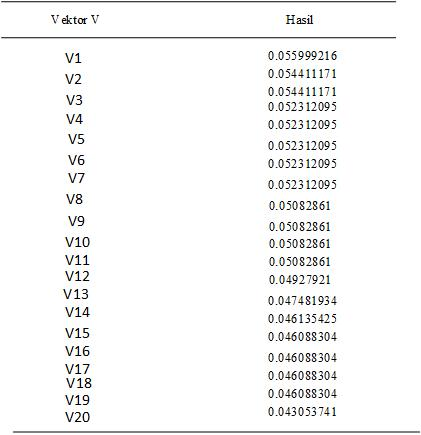 Vektor V Hasil
V1 0.055999216
V2 0.054411171
V3 0.054411171
V4 0.052312095
V5 0.052312095
V6 0.052312095
V7 0.052312095
V8 0.052312095
V9 0.05082861
V10 0.05082861
V11 0.05082861
V12 0.05082861
V13 0.04927921
V14 0.047481934
V15 0.046135425
V16 0.046088304
V17 0.046088304
V18 0.046088304
V19 0.046088304
V20 0.043053741